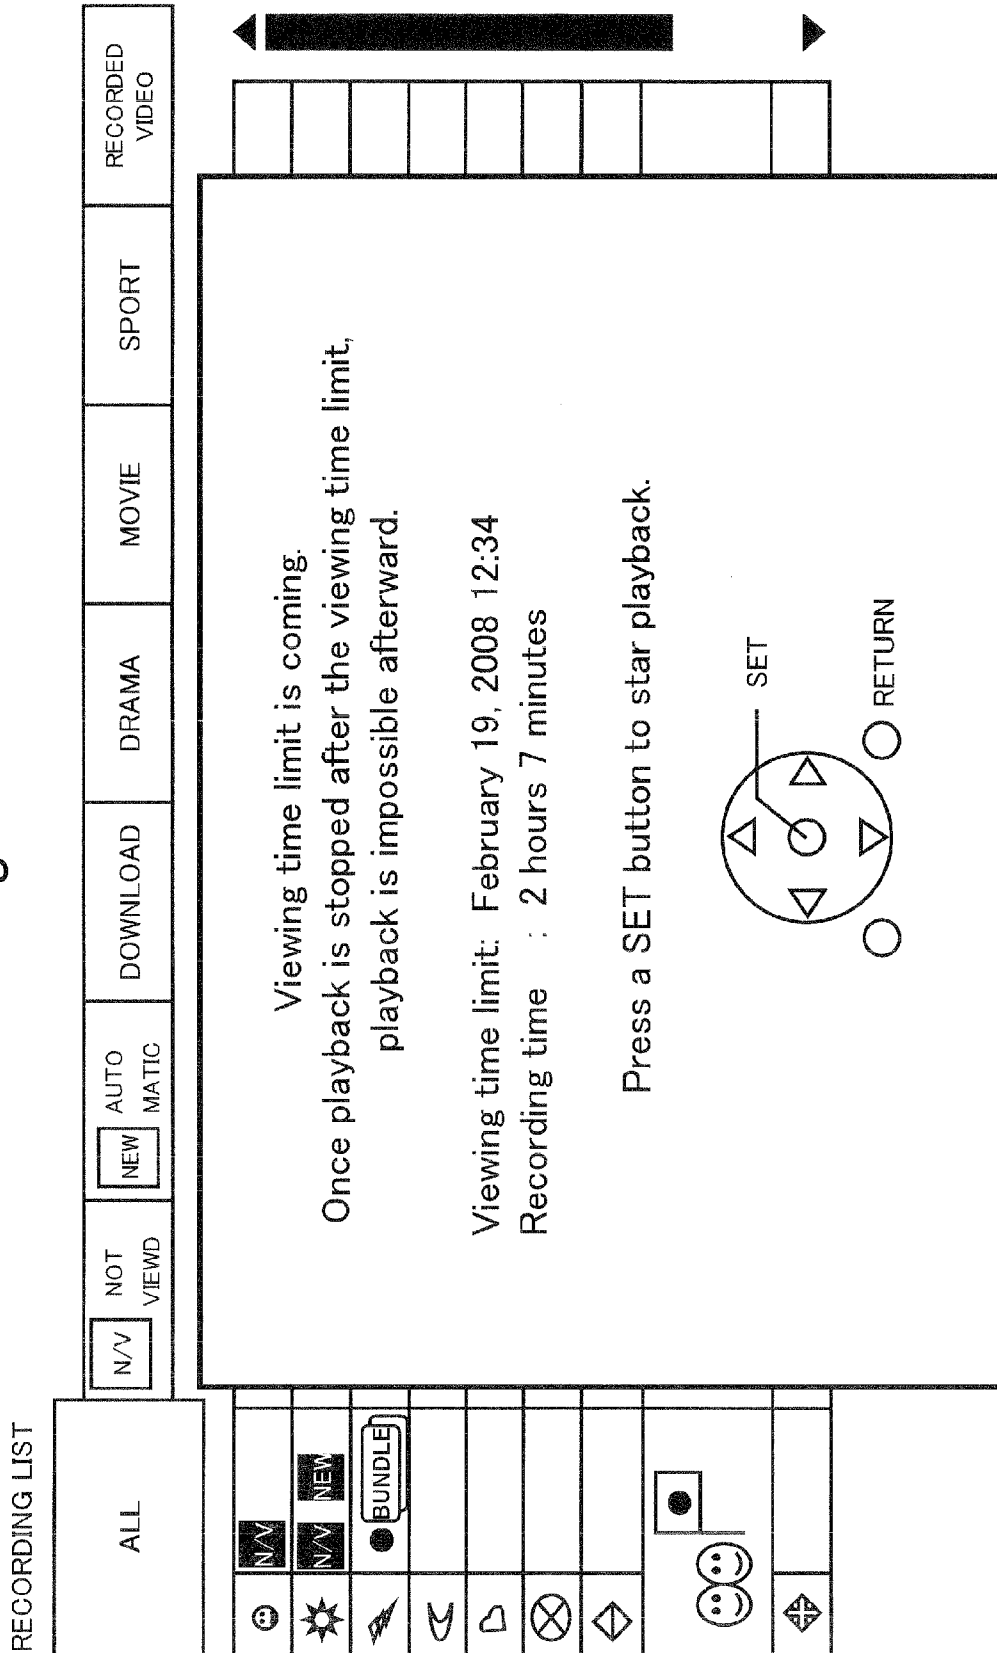 RECORDING LIST
ALL
N/V
NOT
VIEWD
NEW
AUTO
MATIC
DOWNLOAD
DRAMA
MOVIE
SPORT
RECORDED
VIDEO
N/V
N/V NEW
BUNDLE
Viewing time limit is coming.
Once playback is stopped after the viewing time limit,
playback is impossible afterward.
Viewing time limit: February 19, 2008 12:34
Recording time : 2 hours 7 minutes
Press a SET button to star playback.
SET
RETURN